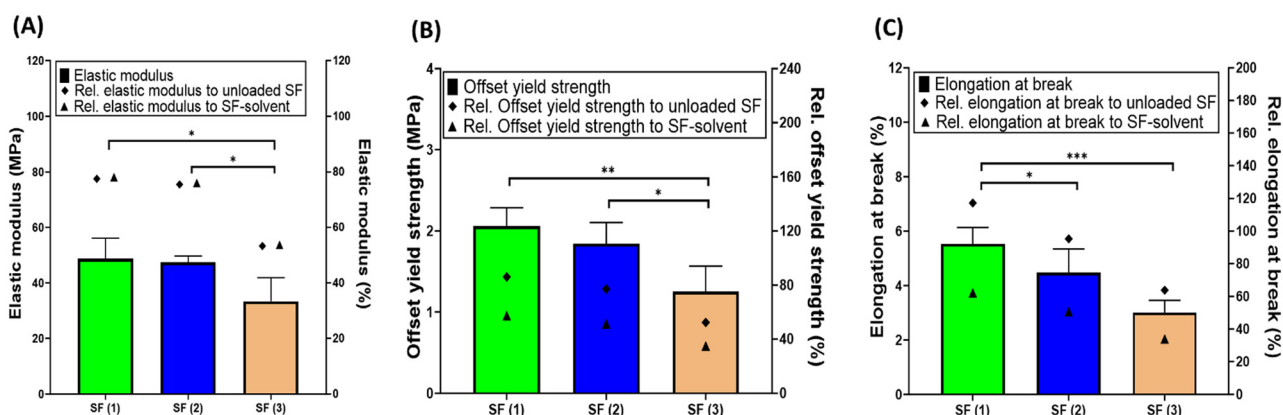 (A)
Elastic modulus (MPa)
120
100
80
60
40
20
0
Elastic modulus
Rel. elastic modulus to unloaded SF
Rel. elastic modulus to SF-solvent
*
*
SF (1)
SF (2)
SF (3)
120
100
80
60
40
20
0
Elastic modulus (%)
(B)
Offset yield strength (MPa)
4
3
2
1
0
Offset yield strength
Rel. Offset yield strength to unloaded SF
Rel. Offset yield strength to SF-solvent
**
*
SF (1)
SF (2)
SF (3)
240
200
160
120
80
40
0
Rel. offset yield strength (%)
(C)
Elongation at break (%)
12
10
8
6
4
2
0
Elongation at break
Rel. elongation at break to unloaded SF
Rel. elongation at break to SF-solvent
***
*
SF (1)
SF (2)
SF (3)
200
180
160
140
120
100
80
60
40
20
0
Rel. elongation at break (%)